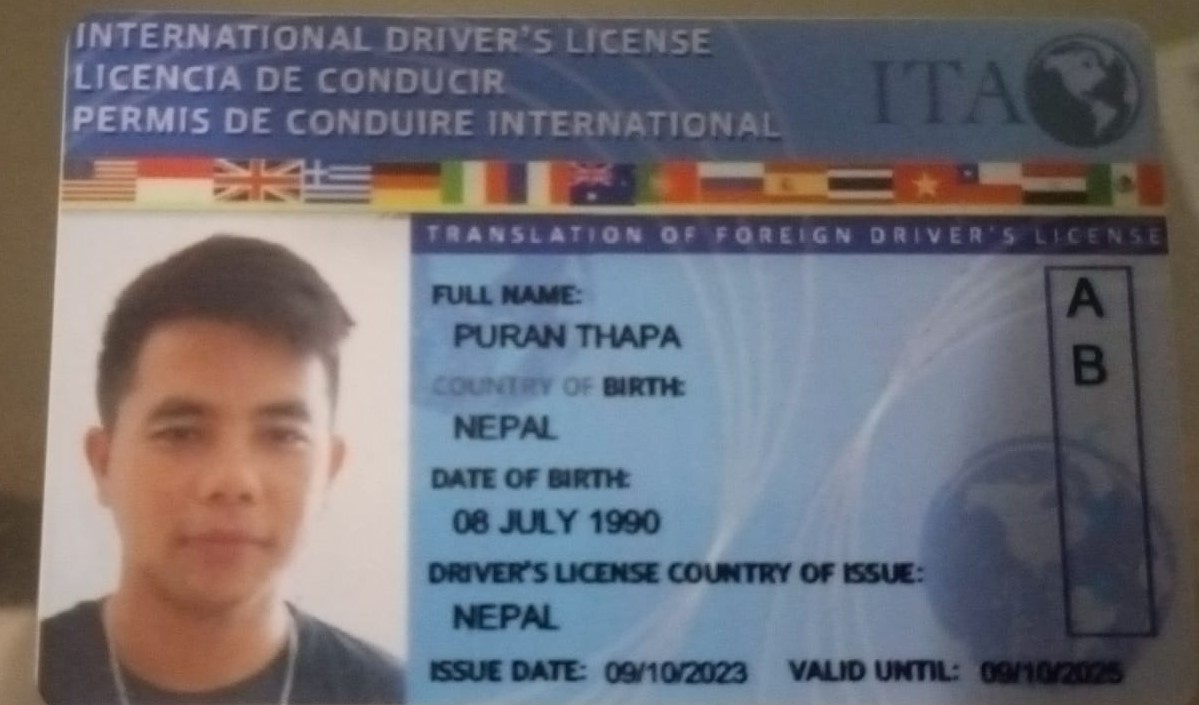 INTERNATIONAL DRIVER'S LICENSE
LICENCIA DE CONDUCIR
PERMIS DE CONDUIRE INTERNATIONAL
ITA
TRANSLATION OF FOREIGN DRIVER'S LICENSE
FULL NAME:
PURAN THAPA
COUNTRY OF BIRTH:
NEPAL
DATE OF BIRTH:
08 JULY 1990
DRIVER'S LICENSE COUNTRY OF ISSUE:
NEPAL
ISSUE DATE: 09/10/2023 VALID UNTIL: 09/10/2025
A
B